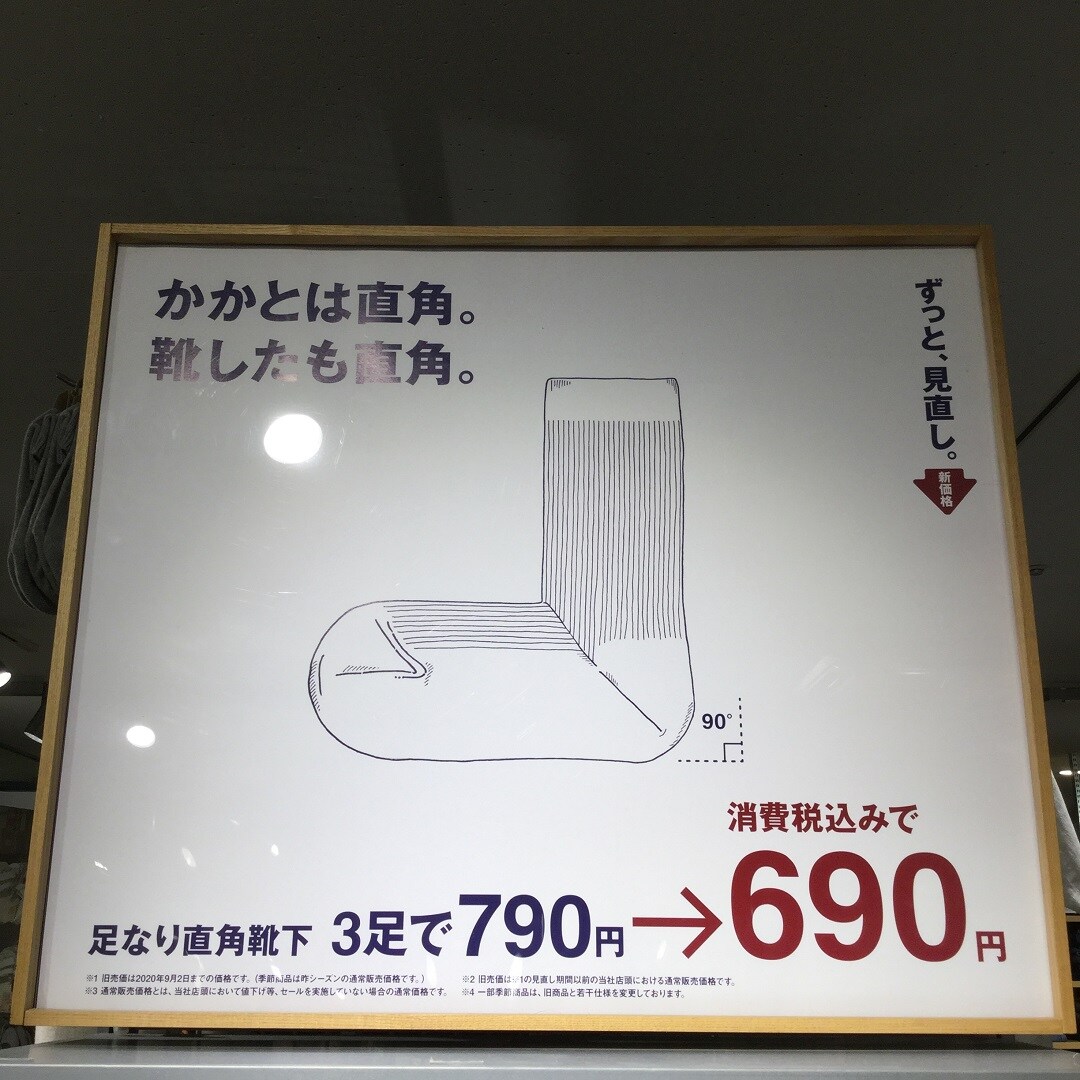 かかとは直角。
靴したも直角。
ずっと、見直し。
新価格
90°
消費税込みで
足なり直角靴下 3足で790円→690円
※1 旧売価は2020年9月2日までの価格です。(季節商品は昨シーズンの通常販売価格です。)
※2 旧売価は※1の見直し期間以前の当社店頭における通常販売価格です。
※3 通常販売価格とは、当社店頭において値下げ等、セールを実施していない場合の通常価格です。
※4 一部季節商品は、旧商品と若干仕様を変更しております。